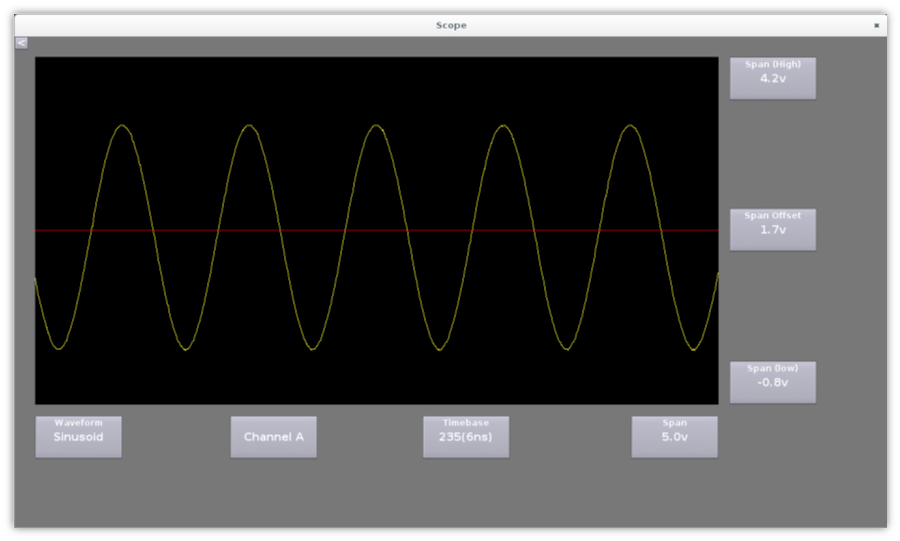 Scope
<
Span (High)
4.2v
Span Offset
1.7v
Span (low)
-0.8v
Waveform
Sinusoid
Channel A
Timebase
235(6ns)
Span
5.0v